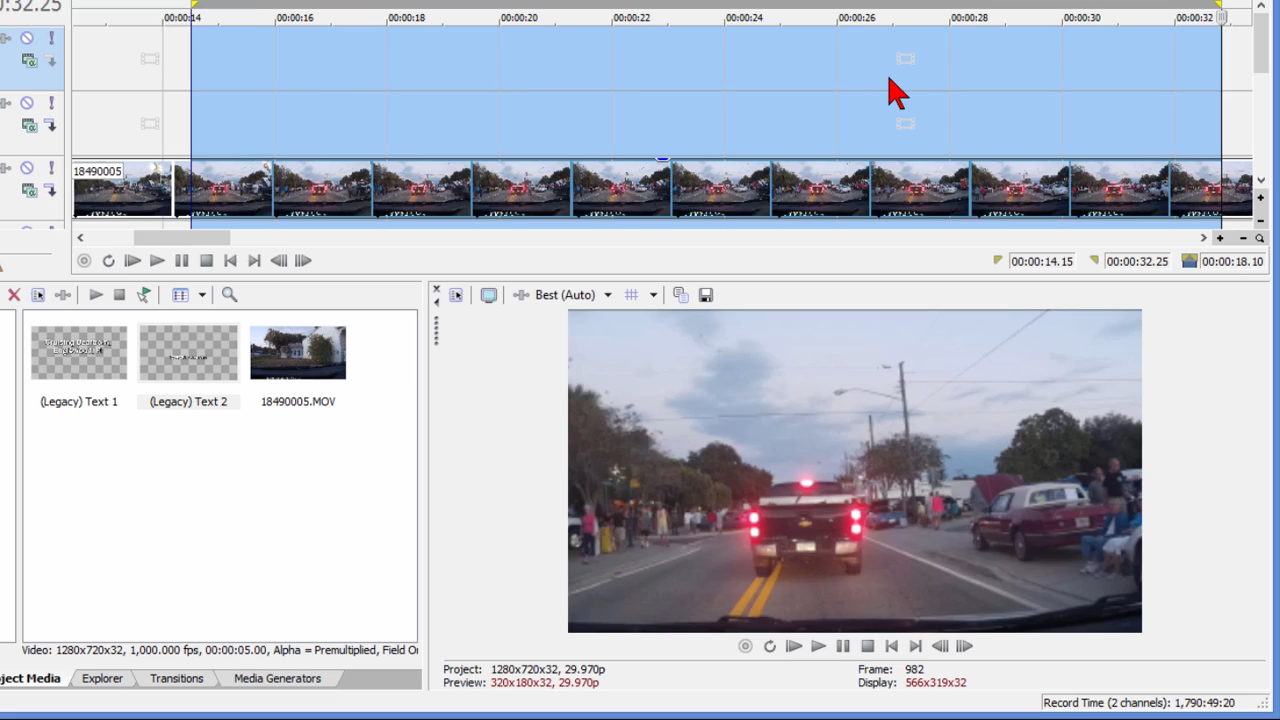 0:32.25
00:00:14 00:00:16 00:00:18 00:00:20 00:00:22 00:00:24 00:00:26 00:00:28 00:00:30 00:00:32
18490005
00:00:14.15 00:00:32.25 00:00:18.10
Best (Auto)
(Legacy) Text 1 (Legacy) Text 2 18490005.MOV
Video: 1280x720x32, 1,000.000 fps, 00:00:05.00, Alpha = Premultiplied, Field Or
ject Media Explorer Transitions Media Generators
Project: 1280x720x32, 29.970p Frame: 982
Preview: 320x180x32, 29.970p Display: 566x319x32
Record Time (2 channels): 1,790:49:20